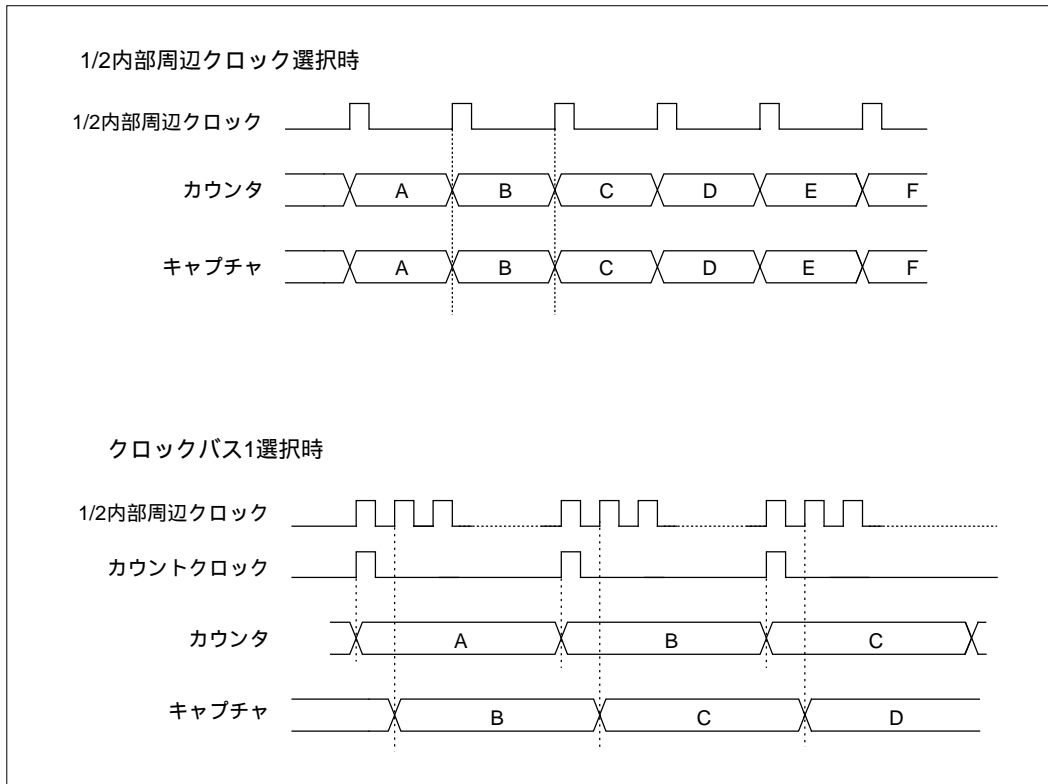 1/2内部周辺クロック選択時
1/2内部周辺クロック
カウンタ A B C D E F
キャプチャ A B C D E F
クロックバス1選択時
1/2内部周辺クロック
カウントクロック
カウンタ A B C
キャプチャ B C D